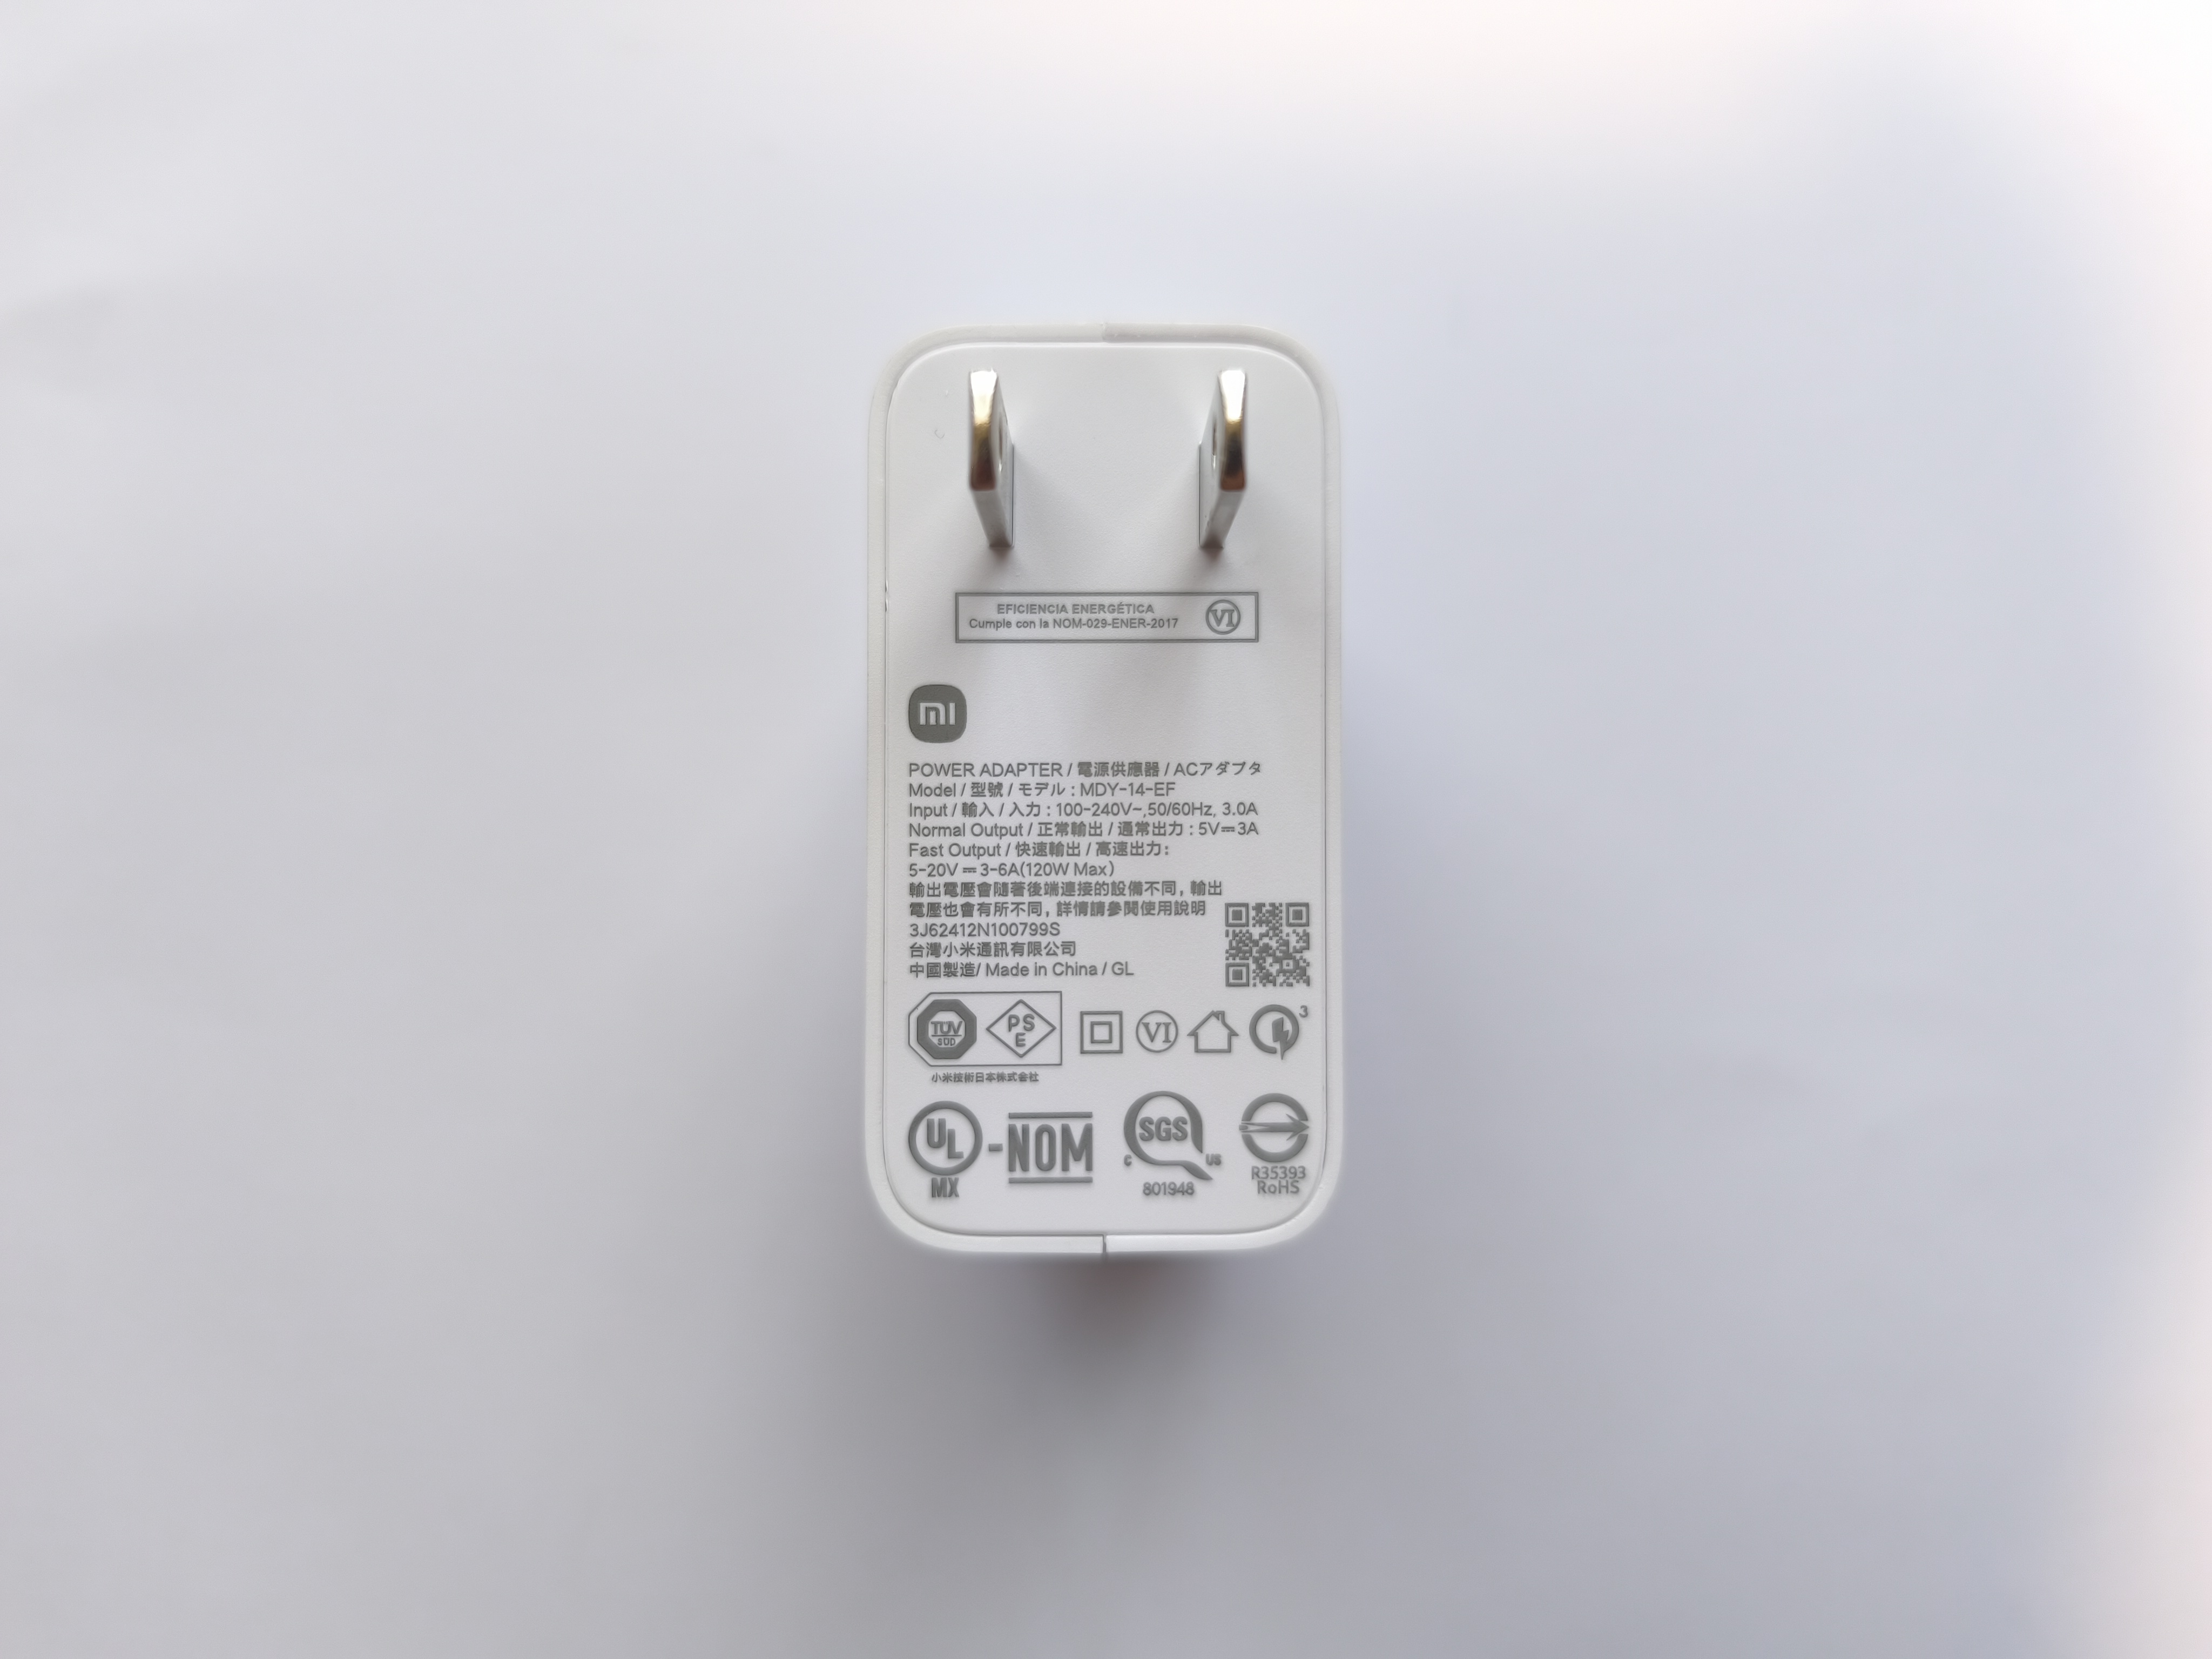 EFICIENCIA ENERGÉTICA
Cumple con la NOM-029-ENER-2017
VI
mi
POWER ADAPTER / 電源供應器 / ACアダプタ
Model / 型號 / モデル : MDY-14-EF
Input / 輸入 / 入力 : 100-240V~,50/60Hz, 3.0A
Normal Output / 正常輸出 / 通常出力 : 5V⎓3A
Fast Output / 快速輸出 / 高速出力:
5-20V ⎓ 3-6A(120W Max)
輸出電壓會隨著後端連接的設備不同, 輸出
電壓也會有所不同, 詳情請參閱使用說明
3J62412N100799S
台灣小米通訊有限公司
中國製造/ Made in China / GL
TÜV SÜD PSE VI 3
小米技術日本株式会社
UL MX -NOM SGS C US 801948 R35393 RoHS